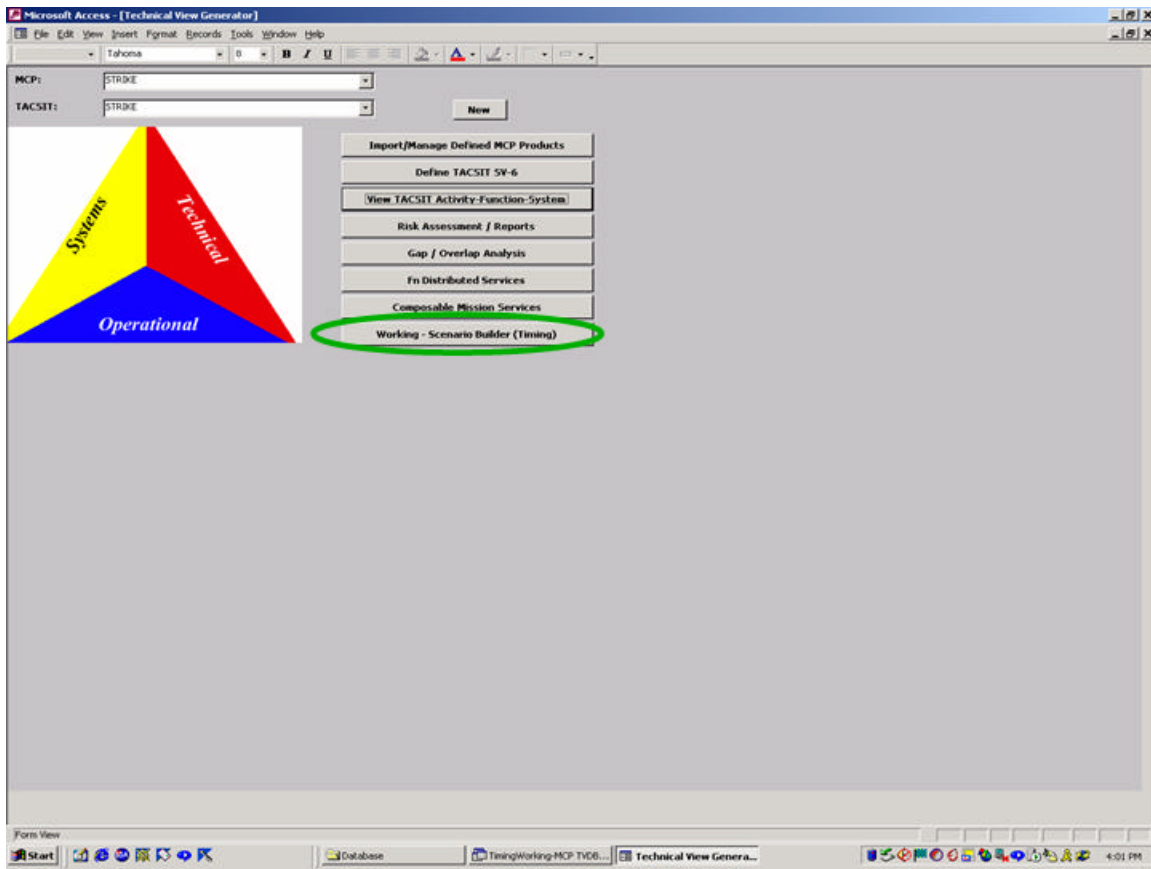 Microsoft Access - [Technical View Generator]
File Edit View Insert Format Records Tools Window Help
Tahoma 8 B I U A
MCP: STRIKE
TACSIT: STRIKE
New
Import/Manage Defined MCP Products
Define TACSIT SV-6
View TACSIT Activity-Function-System
Risk Assessment / Reports
Gap / Overlap Analysis
Fn Distributed Services
Composable Mission Services
Working - Scenario Builder (Timing)
Systems
Technical
Operational
Form View
Start Database TimingWorking-MCP TVDB... Technical View Genera... 4:01 PM